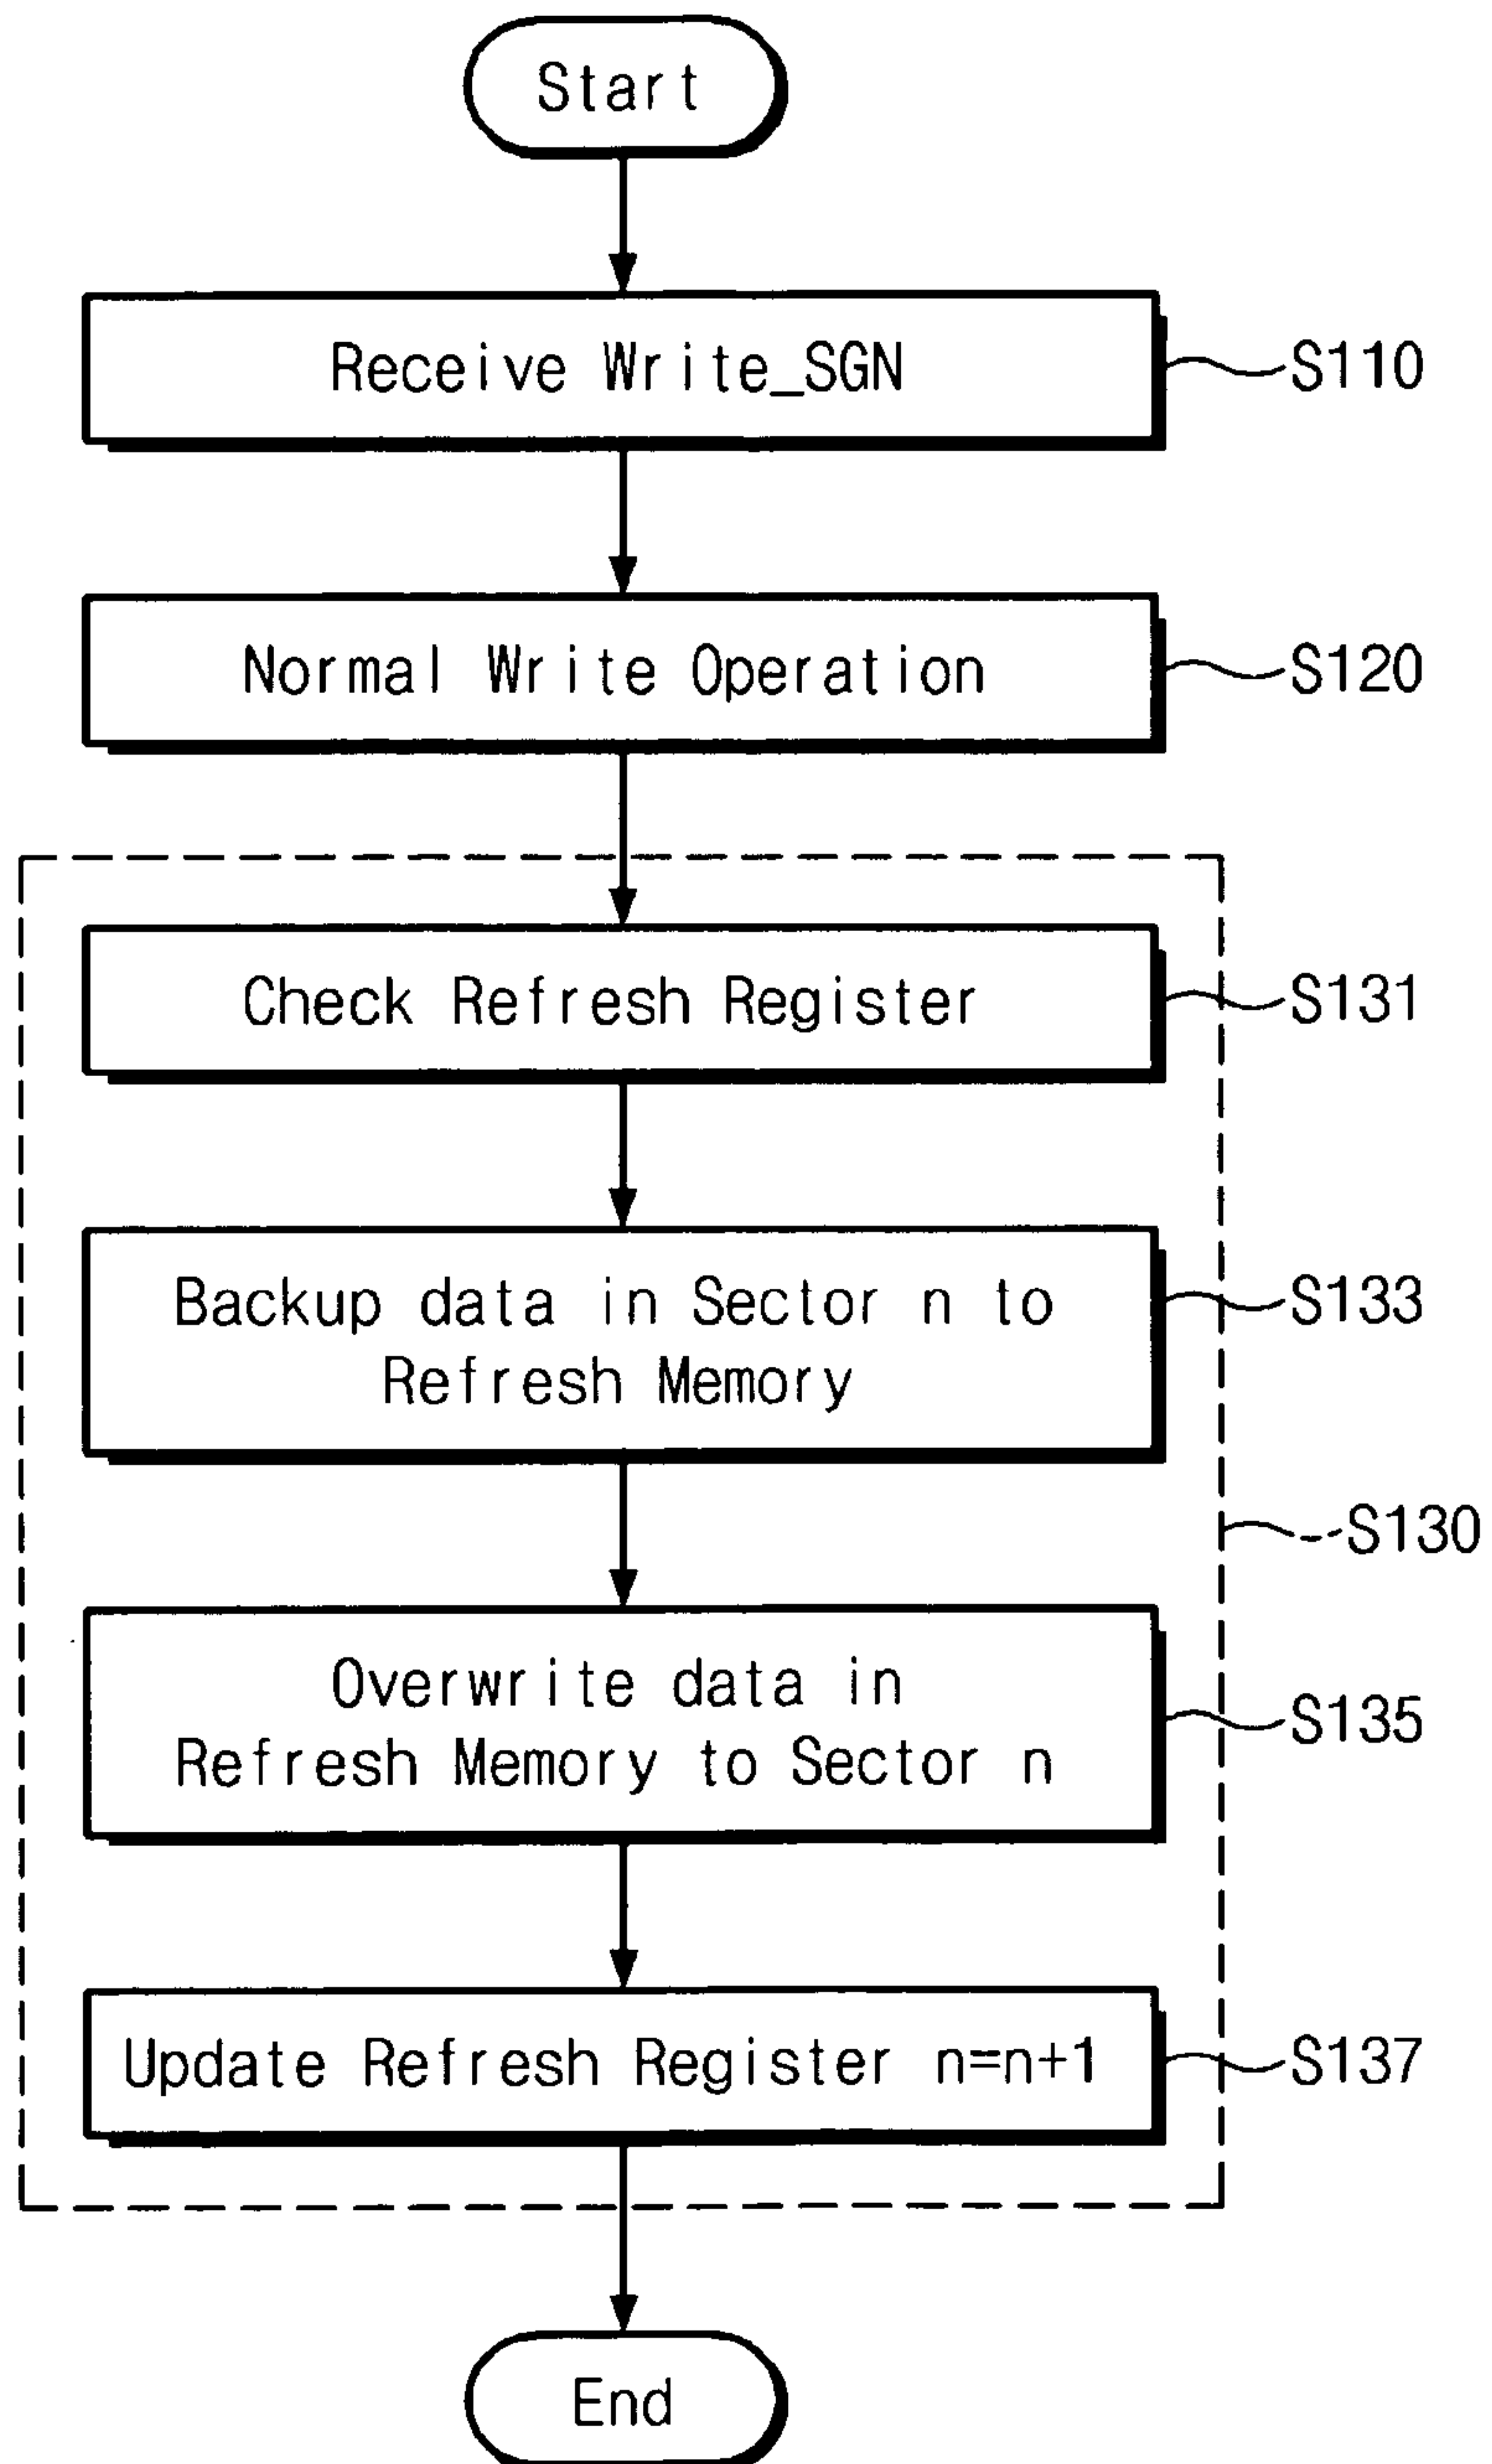 Start
Receive Write_SGN
S110
Normal Write Operation
S120
Check Refresh Register
S131
Backup data in Sector n to
Refresh Memory
S133
S130
Overwrite data in
Refresh Memory to Sector n
S135
Update Refresh Register n=n+1
S137
End